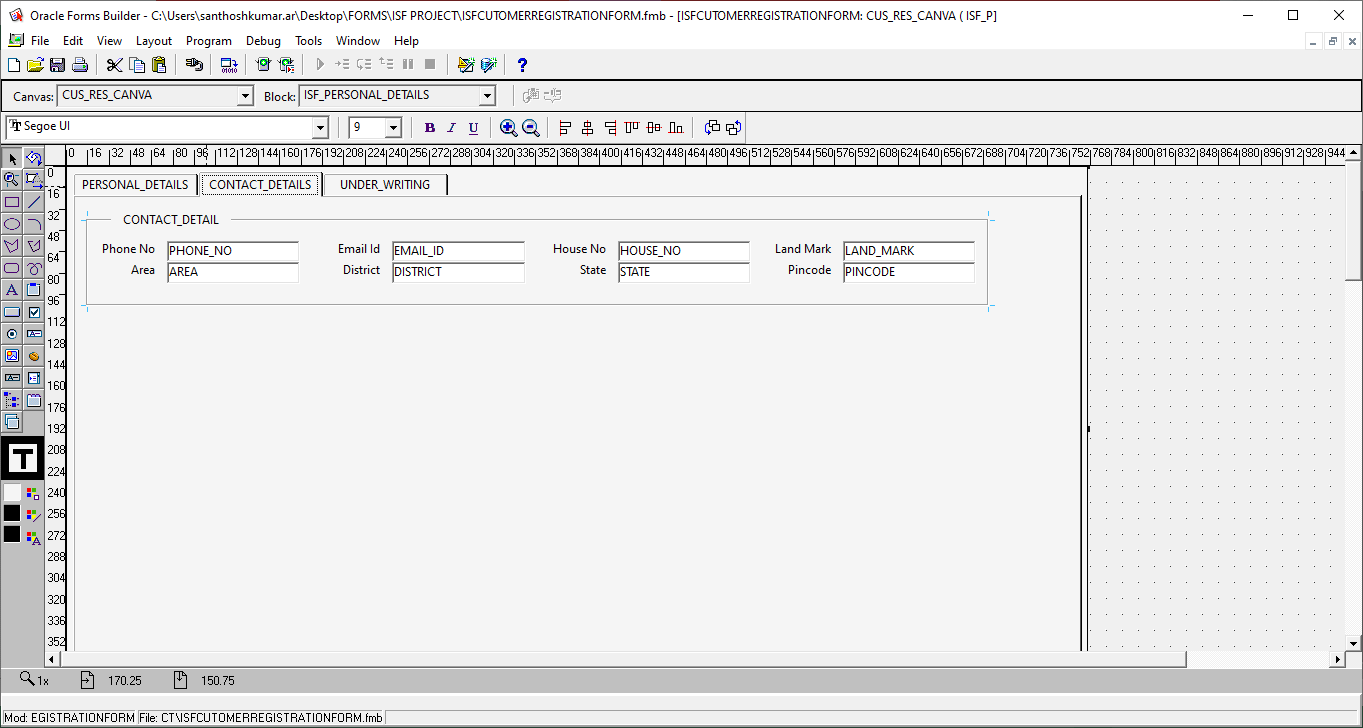 Oracle Forms Builder - C:\Users\santhoshkumar.ar\Desktop\FORMS\ISF PROJECT\ISFCUTOMERREGISTRATIONFORM.fmb - [ISFCUTOMERREGISTRATIONFORM: CUS_RES_CANVA ( ISF_P]
File Edit View Layout Program Debug Tools Window Help
Canvas: CUS_RES_CANVA Block: ISF_PERSONAL_DETAILS
Segoe UI 9 B I U
0 16 32 48 64 80 96 112 128 144 160 176 192 208 224 240 256 272 288 304 320 336 352 368 384 400 416 432 448 464 480 496 512 528 544 560 576 592 608 624 640 656 672 688 704 720 736 752 768 784 800 816 832 848 864 880 896 912 928 944
PERSONAL_DETAILS CONTACT_DETAILS UNDER_WRITING
CONTACT_DETAIL
Phone No PHONE_NO Email Id EMAIL_ID House No HOUSE_NO Land Mark LAND_MARK
Area AREA District DISTRICT State STATE Pincode PINCODE
0
16
32
48
64
80
96
112
128
144
160
176
192
208
224
240
256
272
288
304
320
336
352
1x 170.25 150.75
Mod: EGISTRATIONFORM File: CT\ISFCUTOMERREGISTRATIONFORM.fmb